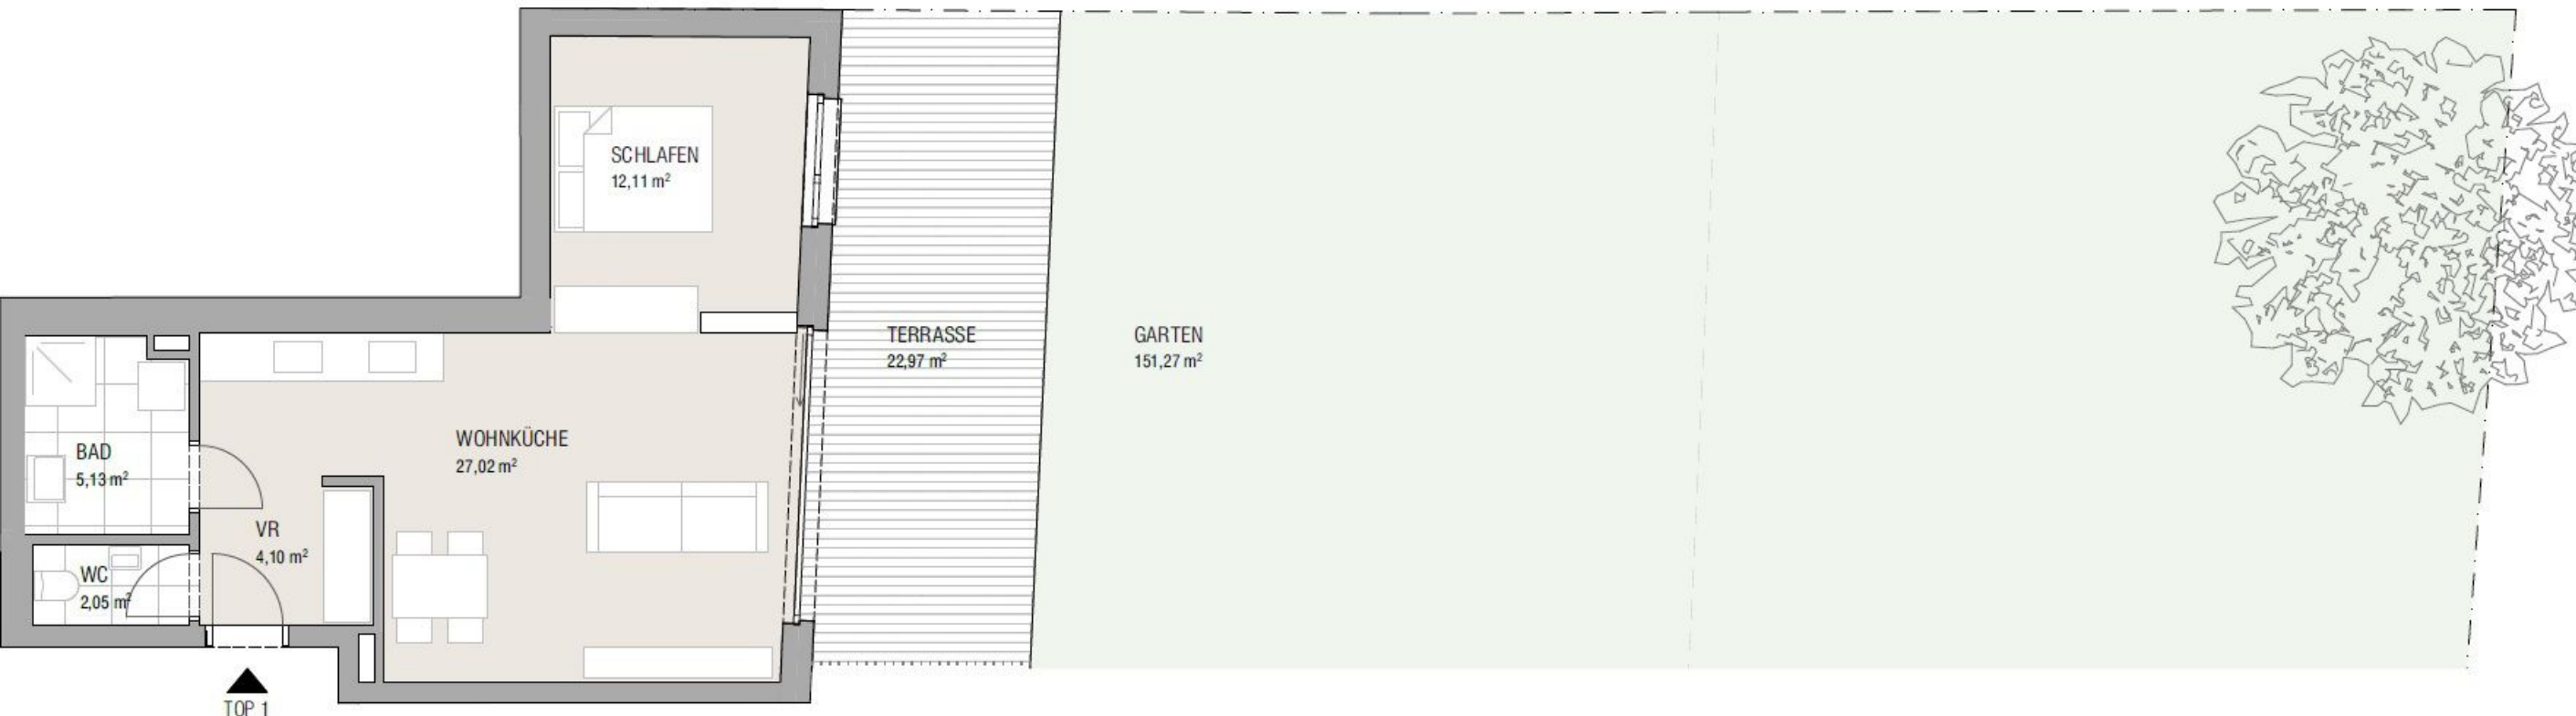 SCHLAFEN
12,11 m²
TERRASSE
22,97 m²
GARTEN
151,27 m²
WOHNKÜCHE
27,02 m²
BAD
5,13 m²
VR
4,10 m²
WC
2,05 m²
TOP 1